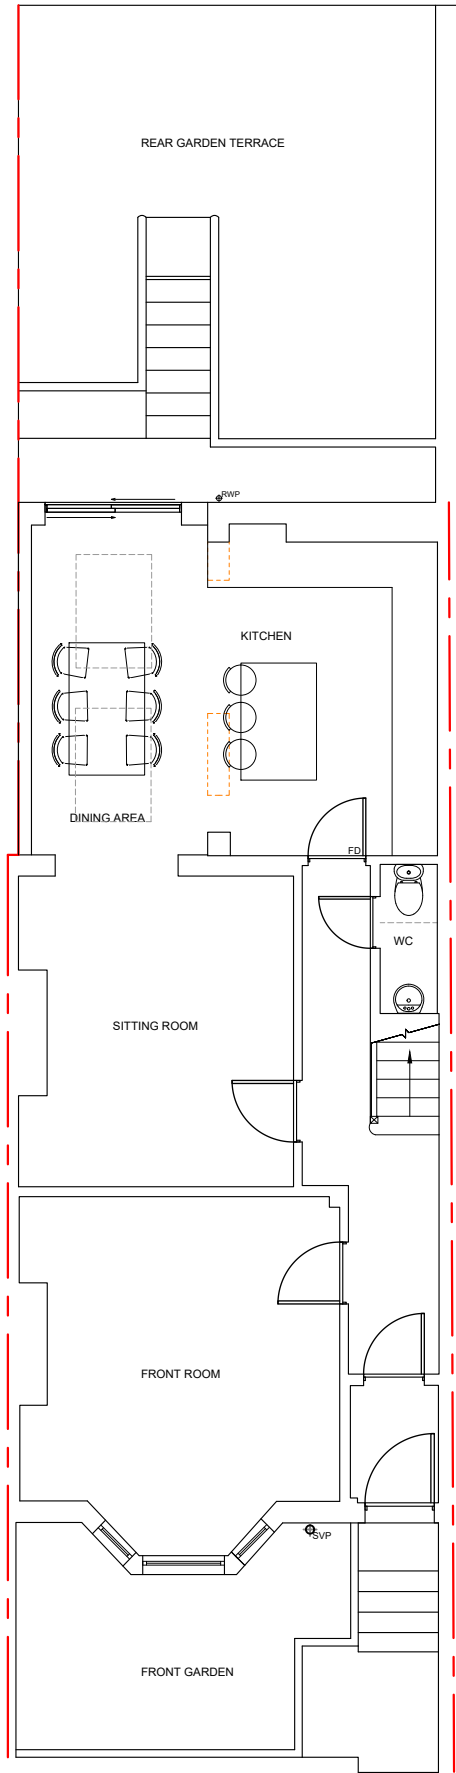 REAR GARDEN TERRACE
RWP
KITCHEN
DINING AREA
FD
WC
SITTING ROOM
FRONT ROOM
SVP
FRONT GARDEN